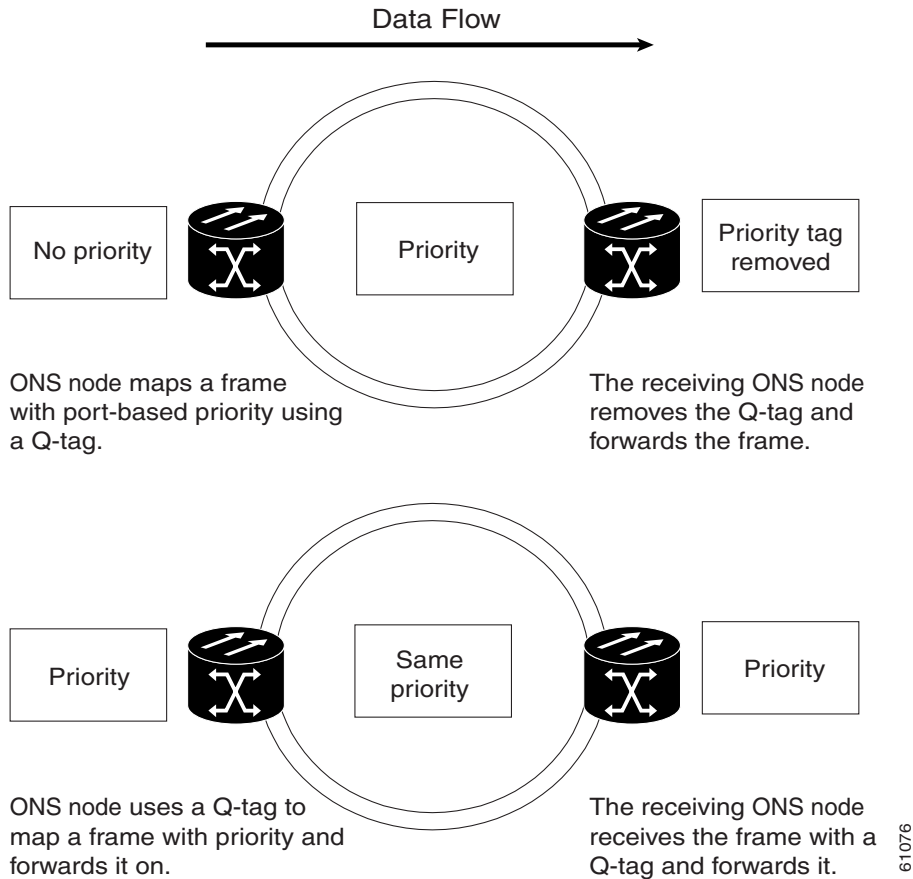 Data Flow
No priority
Priority
Priority tag
removed
ONS node maps a frame
with port-based priority using
a Q-tag.
The receiving ONS node
removes the Q-tag and
forwards the frame.
Priority
Same
priority
Priority
ONS node uses a Q-tag to
map a frame with priority and
forwards it on.
The receiving ONS node
receives the frame with a
Q-tag and forwards it.
61076